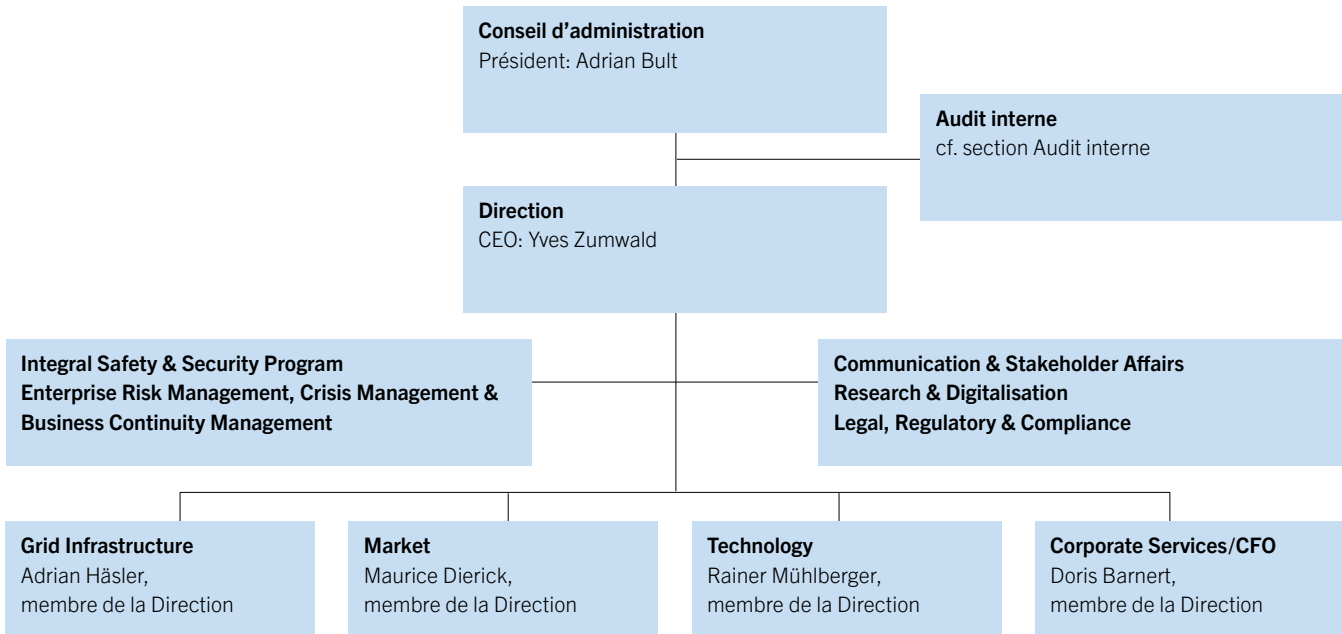 Conseil d’administration
Président: Adrian Bult
Audit interne
cf. section Audit interne
Direction
CEO: Yves Zumwald
Integral Safety & Security Program
Enterprise Risk Management, Crisis Management &
Business Continuity Management
Communication & Stakeholder Affairs
Research & Digitalisation
Legal, Regulatory & Compliance
Grid Infrastructure
Adrian Häsler,
membre de la Direction
Market
Maurice Dierick,
membre de la Direction
Technology
Rainer Mühlberger,
membre de la Direction
Corporate Services/CFO
Doris Barnert,
membre de la Direction